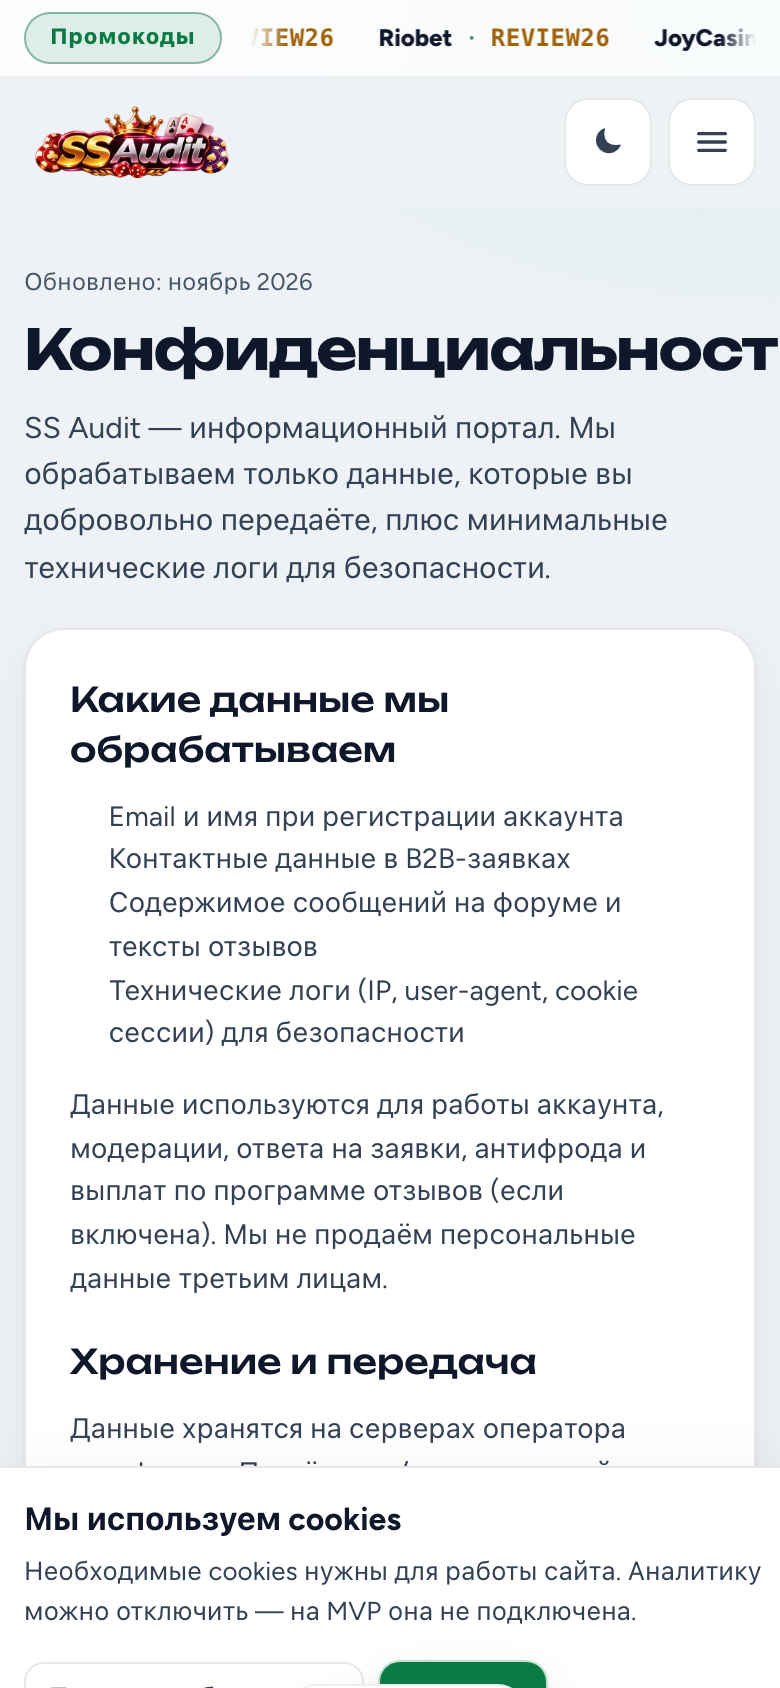 Промокоды
VIEW26 Riobet · REVIEW26 JoyCasin
SS Audit
Обновлено: ноябрь 2026
Конфиденциальност
SS Audit — информационный портал. Мы
обрабатываем только данные, которые вы
добровольно передаёте, плюс минимальные
технические логи для безопасности.
Какие данные мы
обрабатываем
Email и имя при регистрации аккаунта
Контактные данные в B2B-заявках
Содержимое сообщений на форуме и
тексты отзывов
Технические логи (IP, user-agent, cookie
сессии) для безопасности
Данные используются для работы аккаунта,
модерации, ответа на заявки, антифрода и
выплат по программе отзывов (если
включена). Мы не продаём персональные
данные третьим лицам.
Хранение и передача
Данные хранятся на серверах оператора
Мы используем cookies
Необходимые cookies нужны для работы сайта. Аналитику
можно отключить — на MVP она не подключена.